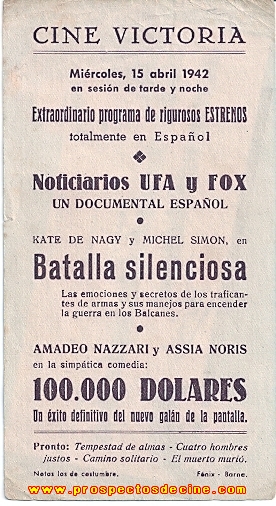 CINE VICTORIA
Miércoles, 15 abril 1942
en sesión de tarde y noche
Extraordinario programa de rigurosos ESTRENOS
totalmente en Español
Noticiarios UFA y FOX
UN DOCUMENTAL ESPAÑOL
KATE DE NAGY y MICHEL SIMON, en
Batalla silenciosa
Las emociones y secretos de los trafican-
tes de armas y sus manejos para encender
la guerra en los Balcanes.
AMADEO NAZZARI y ASSIA NORIS
en la simpática comedia:
100.000 DOLARES
Un éxito definitivo del nuevo galán de la pantalla.
Pronto: Tempestad de almas - Cuatro hombres
justos - Camino solitario - El muerto murió.
Notas las de costumbre. Fénix - Barna.
www.prospectosdecine.com